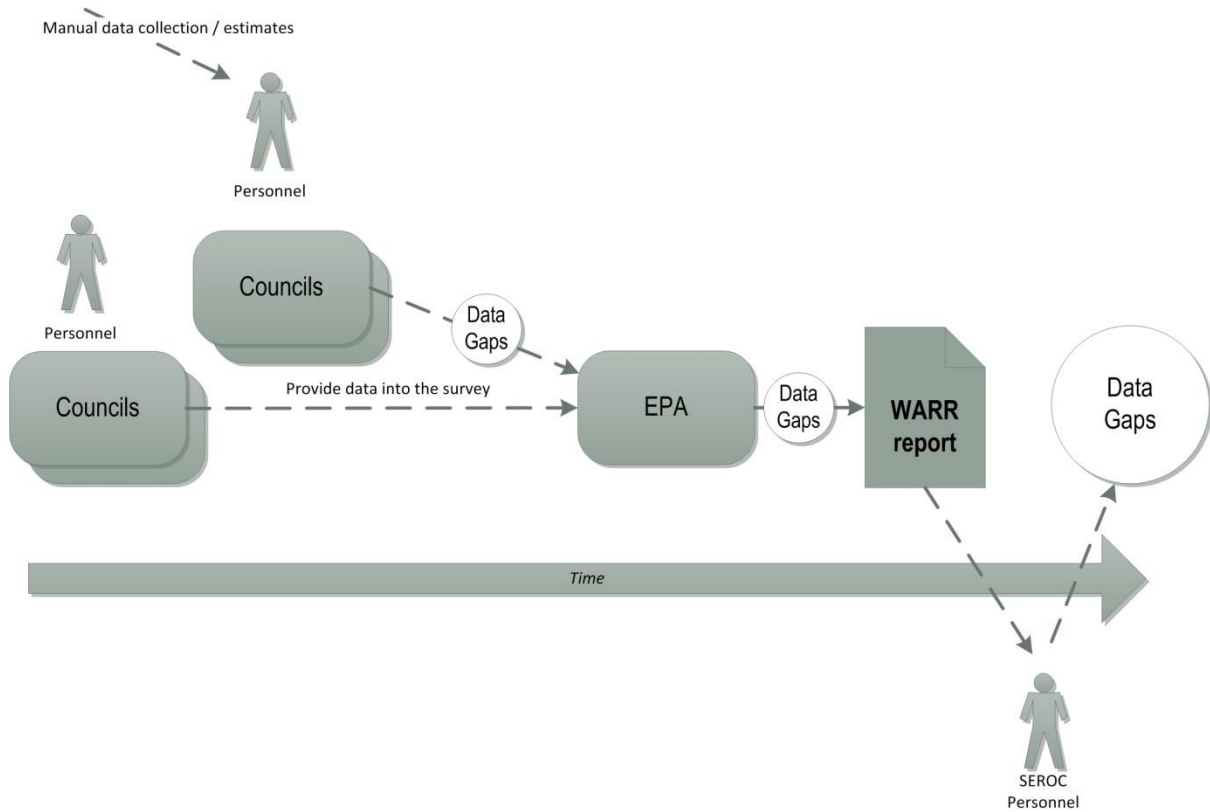 Manual data collection / estimates
Personnel
Personnel
Councils
Data
Gaps
Councils
Provide data into the survey
EPA
Data
Gaps
WARR
report
Data
Gaps
Time
SEROC
Personnel